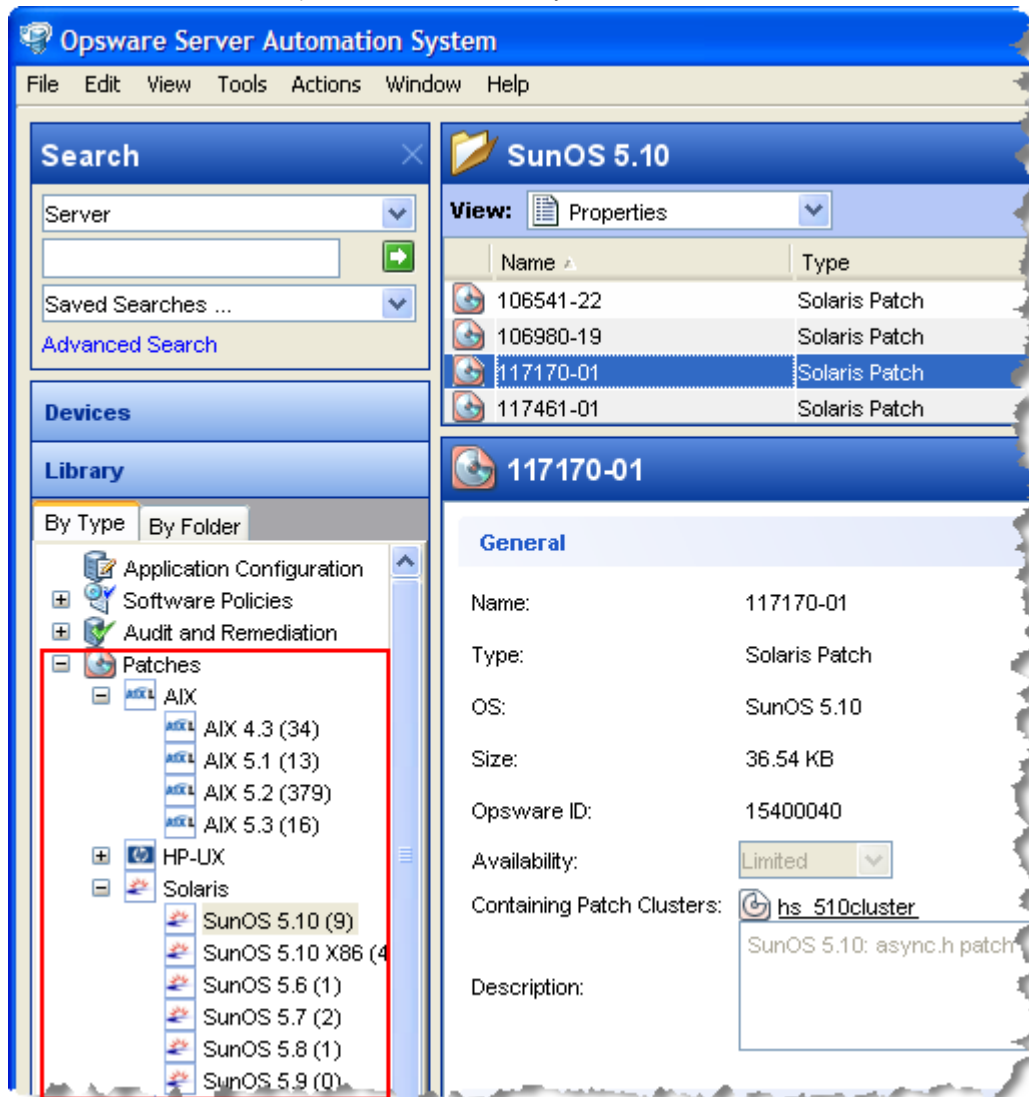 Opsware Server Automation System
File Edit View Tools Actions Window Help
Search
Server
Saved Searches ...
Advanced Search
Devices
Library
By Type By Folder
Application Configuration
Software Policies
Audit and Remediation
Patches
AIX
AIX 4.3 (34)
AIX 5.1 (13)
AIX 5.2 (379)
AIX 5.3 (16)
HP-UX
Solaris
SunOS 5.10 (9)
SunOS 5.10 X86 (4
SunOS 5.6 (1)
SunOS 5.7 (2)
SunOS 5.8 (1)
SunOS 5.9 (0)
SunOS 5.10
View: Properties
Name Type
106541-22 Solaris Patch
106980-19 Solaris Patch
117170-01 Solaris Patch
117461-01 Solaris Patch
117170-01
General
Name: 117170-01
Type: Solaris Patch
OS: SunOS 5.10
Size: 36.54 KB
Opsware ID: 15400040
Availability: Limited
Containing Patch Clusters: hs_510cluster
Description: SunOS 5.10: async.h patch